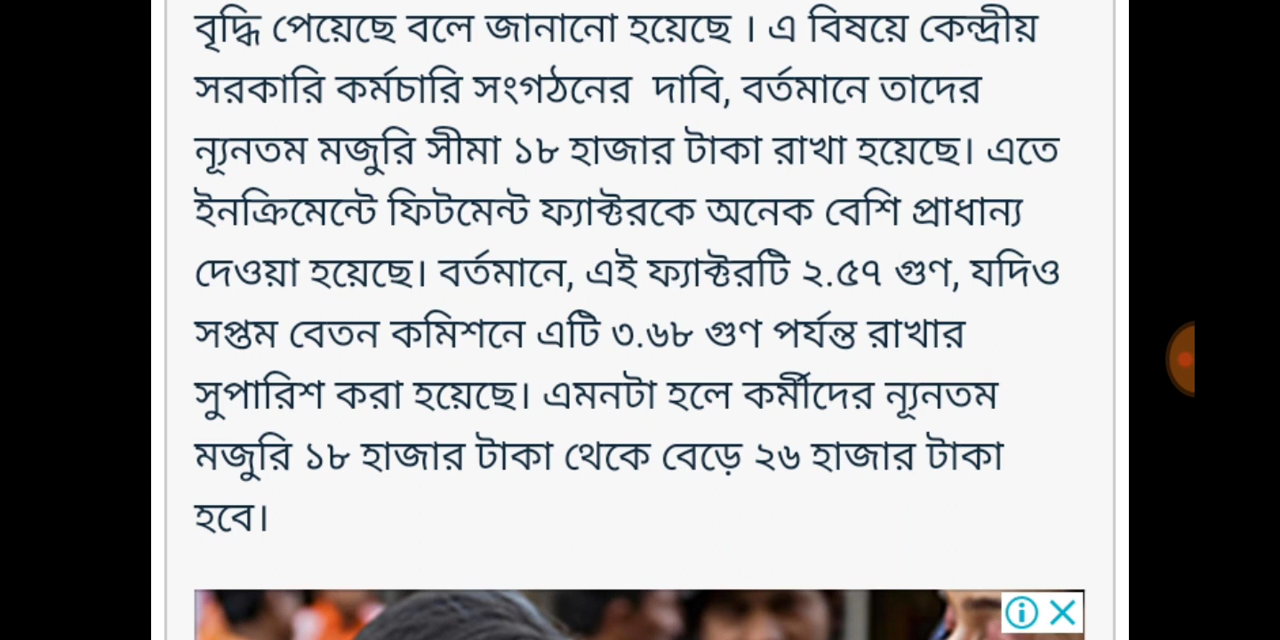 বৃদ্ধি পেয়েছে বলে জানানো হয়েছে । এ বিষয়ে কেন্দ্রীয়
সরকারি কর্মচারি সংগঠনের দাবি, বর্তমানে তাদের
ন্যূনতম মজুরি সীমা ১৮ হাজার টাকা রাখা হয়েছে। এতে
ইনক্রিমেন্টে ফিটমেন্ট ফ্যাক্টরকে অনেক বেশি প্রাধান্য
দেওয়া হয়েছে। বর্তমানে, এই ফ্যাক্টরটি ২.৫৭ গুণ, যদিও
সপ্তম বেতন কমিশনে এটি ৩.৬৮ গুণ পর্যন্ত রাখার
সুপারিশ করা হয়েছে। এমনটা হলে কর্মীদের ন্যূনতম
মজুরি ১৮ হাজার টাকা থেকে বেড়ে ২৬ হাজার টাকা
হবে।